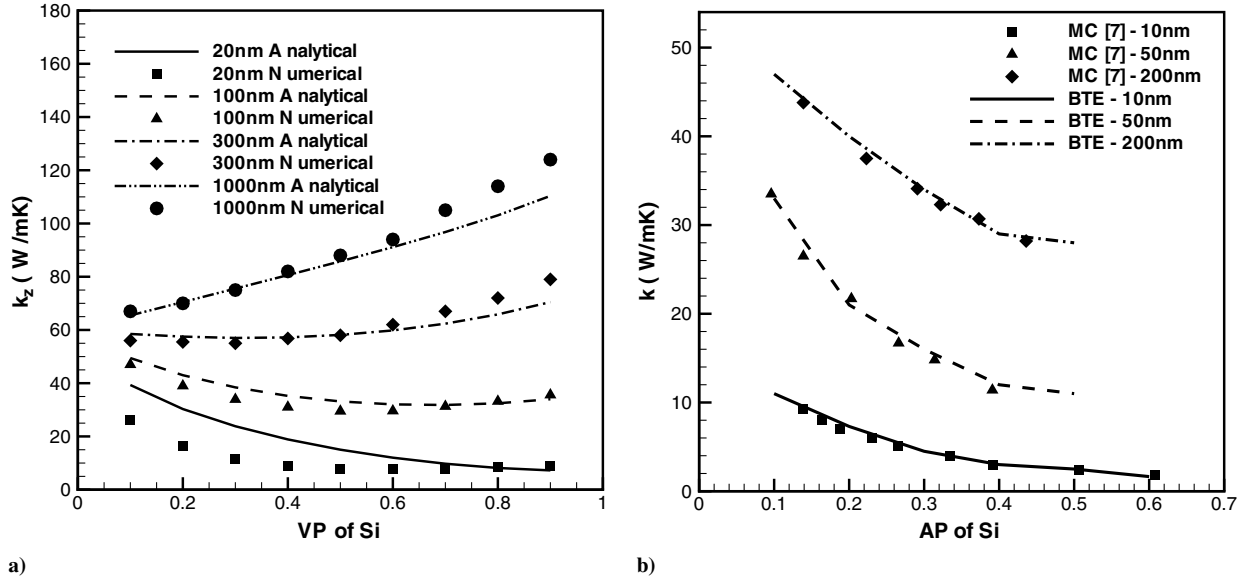 180
160
140
120
100
80
60
40
20
0
k_z ( W /mK)
20nm A nalytical
20nm N umerical
100nm A nalytical
100nm N umerical
300nm A nalytical
300nm N umerical
1000nm A nalytical
1000nm N umerical
0.2 0.4 0.6 0.8 1
VP of Si
a)
50
40
30
20
10
0
k ( W/mK)
MC [7] - 10nm
MC [7] - 50nm
MC [7] - 200nm
BTE - 10nm
BTE - 50nm
BTE - 200nm
0 0.1 0.2 0.3 0.4 0.5 0.6 0.7
AP of Si
b)